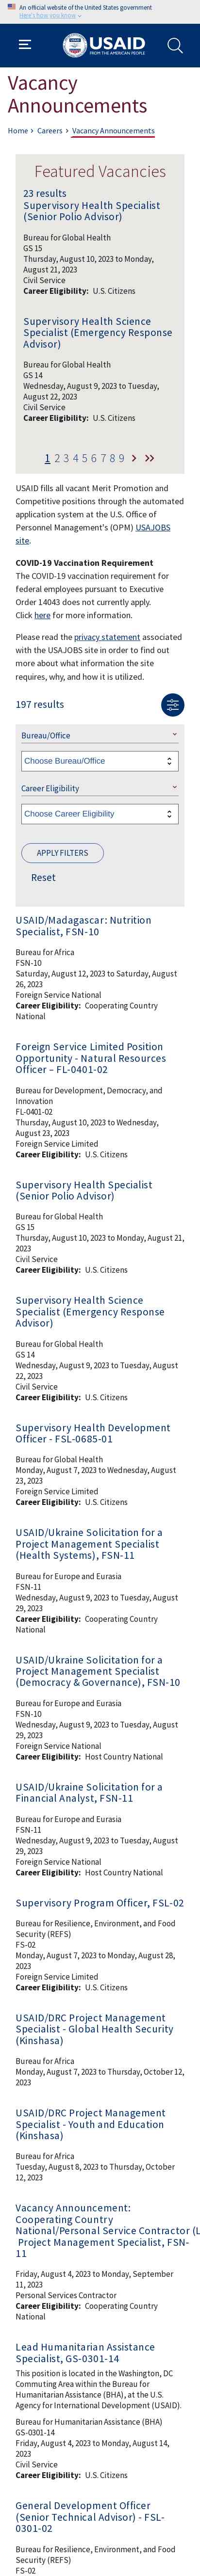 An official website of the United States government
Here's how you know
USAID
FROM THE AMERICAN PEOPLE
Vacancy
Announcements
Home > Careers > Vacancy Announcements
Featured Vacancies
23 results
Supervisory Health Specialist
(Senior Polio Advisor)
Bureau for Global Health
GS 15
Thursday, August 10, 2023 to Monday,
August 21, 2023
Civil Service
Career Eligibility: U.S. Citizens
Supervisory Health Science
Specialist (Emergency Response
Advisor)
Bureau for Global Health
GS 14
Wednesday, August 9, 2023 to Tuesday,
August 22, 2023
Civil Service
Career Eligibility: U.S. Citizens
1 2 3 4 5 6 7 8 9 > >>
USAID fills all vacant Merit Promotion and
Competitive positions through the automated
application system at the U.S. Office of
Personnel Management's (OPM) USAJOBS
site.
COVID-19 Vaccination Requirement
The COVID-19 vaccination requirement for
federal employees pursuant to Executive
Order 14043 does not currently apply.
Click here for more information.
Please read the privacy statement associated
with the USAJOBS site in order to find out
more about what information the site
requires, why, and how it is utilized.
197 results
Bureau/Office
Choose Bureau/Office
Career Eligibility
Choose Career Eligibility
APPLY FILTERS
Reset
USAID/Madagascar: Nutrition
Specialist, FSN-10
Bureau for Africa
FSN-10
Saturday, August 12, 2023 to Saturday, August
26, 2023
Foreign Service National
Career Eligibility: Cooperating Country
National
Foreign Service Limited Position
Opportunity - Natural Resources
Officer – FL-0401-02
Bureau for Development, Democracy, and
Innovation
FL-0401-02
Thursday, August 10, 2023 to Wednesday,
August 23, 2023
Foreign Service Limited
Career Eligibility: U.S. Citizens
Supervisory Health Specialist
(Senior Polio Advisor)
Bureau for Global Health
GS 15
Thursday, August 10, 2023 to Monday, August 21,
2023
Civil Service
Career Eligibility: U.S. Citizens
Supervisory Health Science
Specialist (Emergency Response
Advisor)
Bureau for Global Health
GS 14
Wednesday, August 9, 2023 to Tuesday, August
22, 2023
Civil Service
Career Eligibility: U.S. Citizens
Supervisory Health Development
Officer - FSL-0685-01
Bureau for Global Health
Monday, August 7, 2023 to Wednesday, August
23, 2023
Foreign Service Limited
Career Eligibility: U.S. Citizens
USAID/Ukraine Solicitation for a
Project Management Specialist
(Health Systems), FSN-11
Bureau for Europe and Eurasia
FSN-11
Wednesday, August 9, 2023 to Tuesday, August
29, 2023
Career Eligibility: Cooperating Country
National
USAID/Ukraine Solicitation for a
Project Management Specialist
(Democracy & Governance), FSN-10
Bureau for Europe and Eurasia
FSN-10
Wednesday, August 9, 2023 to Tuesday, August
29, 2023
Foreign Service National
Career Eligibility: Host Country National
USAID/Ukraine Solicitation for a
Financial Analyst, FSN-11
Bureau for Europe and Eurasia
FSN-11
Wednesday, August 9, 2023 to Tuesday, August
29, 2023
Foreign Service National
Career Eligibility: Host Country National
Supervisory Program Officer, FSL-02
Bureau for Resilience, Environment, and Food
Security (REFS)
FS-02
Monday, August 7, 2023 to Monday, August 28,
2023
Foreign Service Limited
Career Eligibility: U.S. Citizens
USAID/DRC Project Management
Specialist - Global Health Security
(Kinshasa)
Bureau for Africa
Monday, August 7, 2023 to Thursday, October 12,
2023
USAID/DRC Project Management
Specialist - Youth and Education
(Kinshasa)
Bureau for Africa
Tuesday, August 8, 2023 to Thursday, October
12, 2023
Vacancy Announcement:
Cooperating Country
National/Personal Service Contractor (L
Project Management Specialist, FSN-
11
Friday, August 4, 2023 to Monday, September
11, 2023
Personal Services Contractor
Career Eligibility: Cooperating Country
National
Lead Humanitarian Assistance
Specialist, GS-0301-14
This position is located in the Washington, DC
Commuting Area within the Bureau for
Humanitarian Assistance (BHA), at the U.S.
Agency for International Development (USAID).
Bureau for Humanitarian Assistance (BHA)
GS-0301-14
Friday, August 4, 2023 to Monday, August 14,
2023
Civil Service
Career Eligibility: U.S. Citizens
General Development Officer
(Senior Technical Advisor) - FSL-
0301-02
Bureau for Resilience, Environment, and Food
Security (REFS)
FS-02